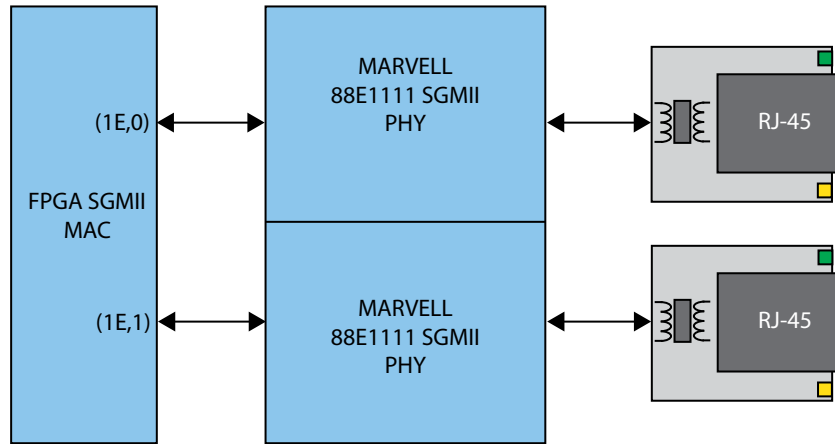 MARVELL
88E1111 SGMII
PHY
(1E,0)
RJ-45
FPGA SGMII
MAC
(1E,1)
MARVELL
88E1111 SGMII
PHY
RJ-45